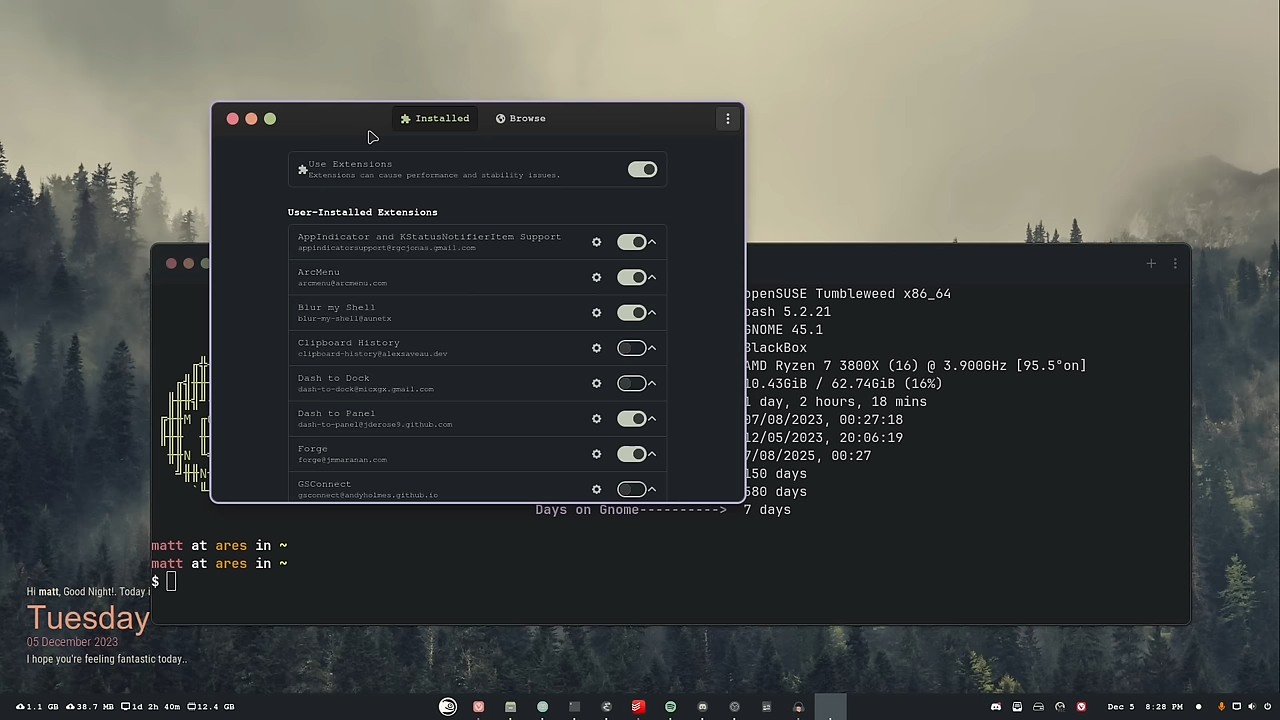 Installed
Browse
Use Extensions
Extensions can cause performance and stability issues.
User-Installed Extensions
AppIndicator and KStatusNotifierItem Support
appindicatorsupport@rgcjonas.gmail.com
ArcMenu
arcmenu@arcmenu.com
Blur my Shell
blur-my-shell@aunetx
Clipboard History
clipboard-history@alexsaveau.dev
Dash to Dock
dash-to-dock@micxgx.gmail.com
Dash to Panel
dash-to-panel@jderose9.github.com
Forge
forge@jmmaranan.com
GSConnect
gsconnect@andyholmes.github.io
openSUSE Tumbleweed x86_64
bash 5.2.21
GNOME 45.1
BlackBox
AMD Ryzen 7 3800X (16) @ 3.900GHz [95.5°on]
10.43GiB / 62.74GiB (16%)
1 day, 2 hours, 18 mins
07/08/2023, 00:27:18
12/05/2023, 20:06:19
7/08/2025, 00:27
150 days
580 days
Days on Gnome----------> 7 days
matt at ares in ~
matt at ares in ~
$
Hi matt, Good Night!. Today i
Tuesday
05 December 2023
I hope you're feeling fantastic today..
1.1 GB 38.7 MB 1d 2h 40m 12.4 GB
Dec 5 8:28 PM